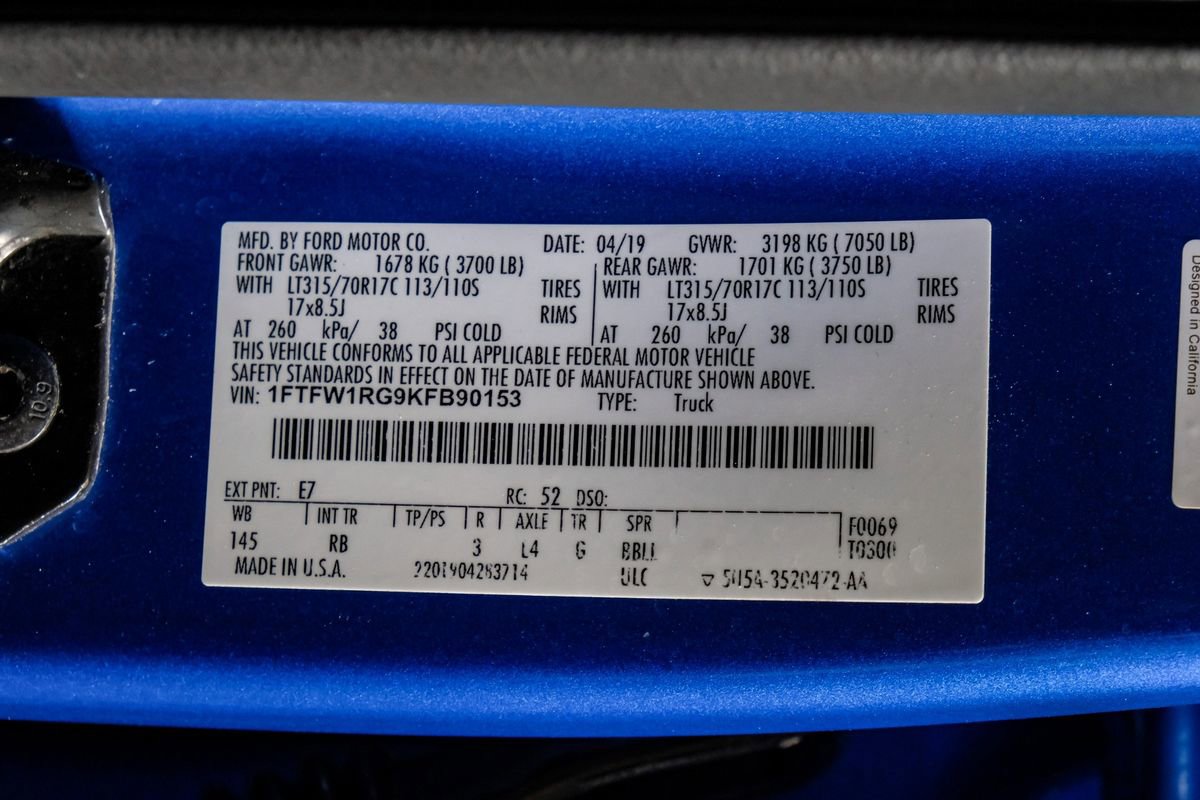 MFD. BY FORD MOTOR CO. DATE: 04/19 GVWR: 3198 KG ( 7050 LB)
FRONT GAWR: 1678 KG ( 3700 LB) REAR GAWR: 1701 KG ( 3750 LB)
WITH LT315/70R17C 113/110S TIRES WITH LT315/70R17C 113/110S TIRES
17x8.5J RIMS 17x8.5J RIMS
AT 260 kPa/ 38 PSI COLD AT 260 kPa/ 38 PSI COLD
THIS VEHICLE CONFORMS TO ALL APPLICABLE FEDERAL MOTOR VEHICLE
SAFETY STANDARDS IN EFFECT ON THE DATE OF MANUFACTURE SHOWN ABOVE.
VIN: 1FTFW1RG9KFB90153 TYPE: Truck
EXT PNT: E7 RC: 52 DSO:
WB INT TR TP/PS R AXLE TR SPR F0069
145 RB 3 L4 G BBLL T0300
MADE IN U.S.A. 2201904283714 ULC ▽ 5U5A-3520472-AA
10.9
Designed in California